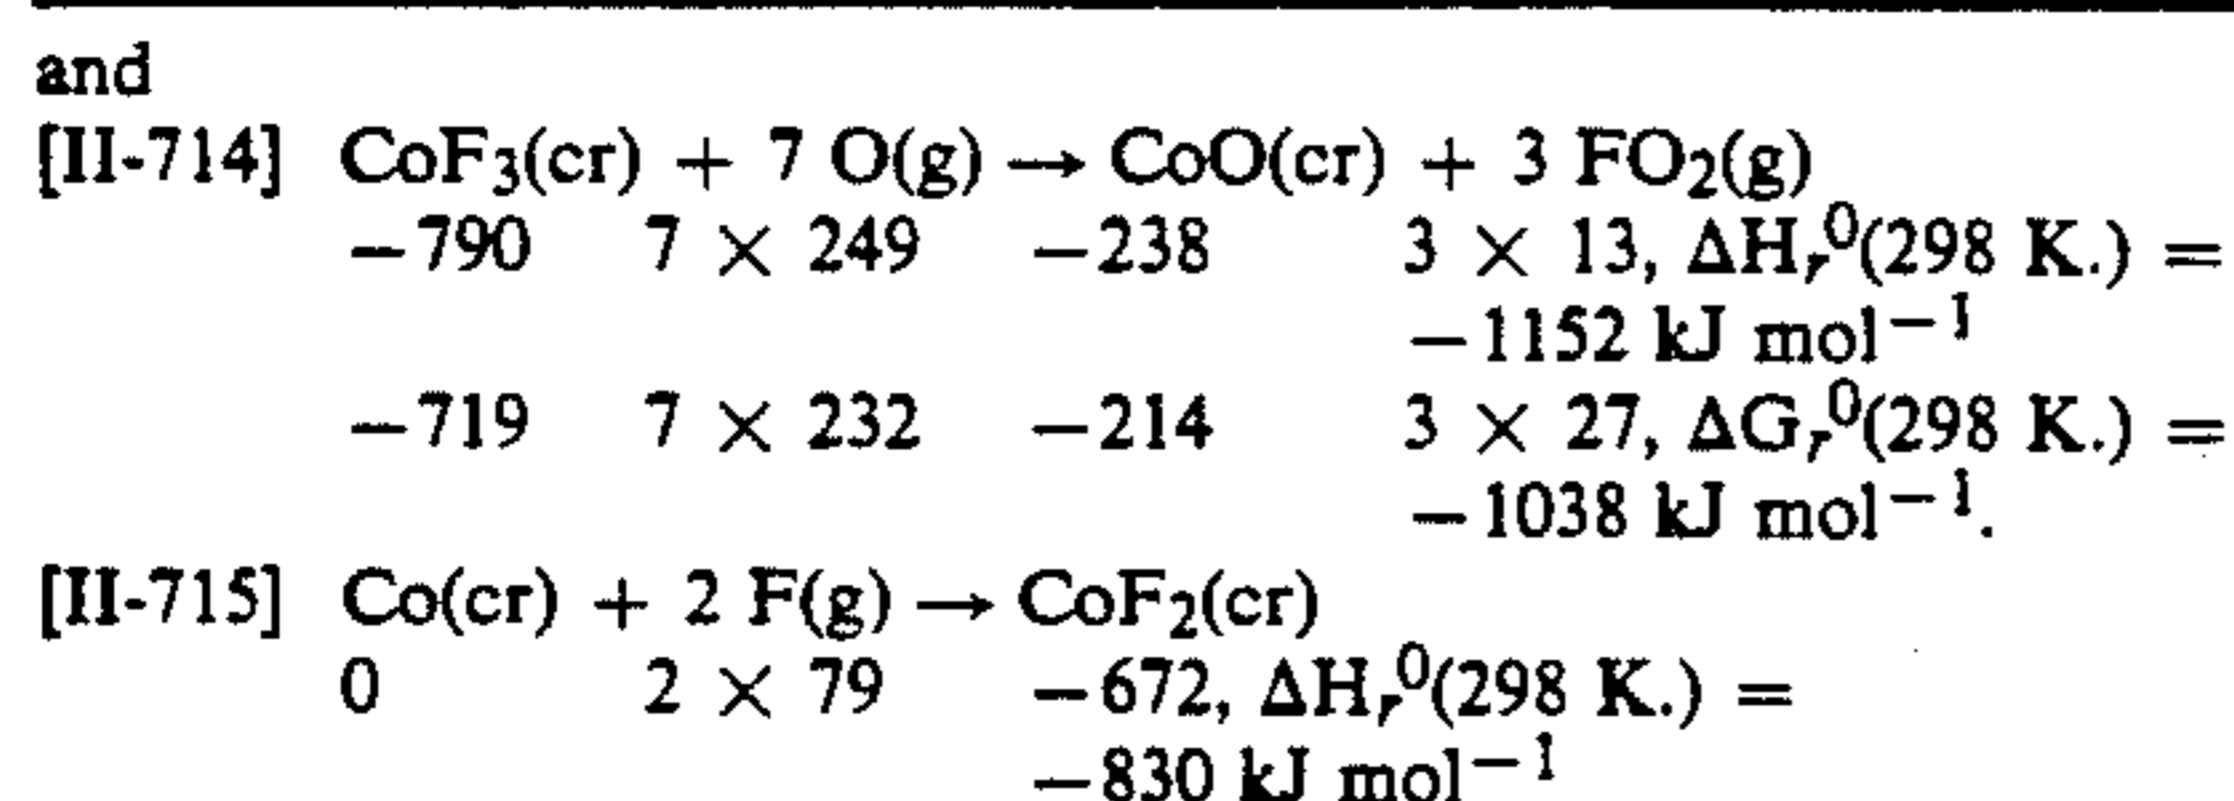 and
[II-714] CoF₃(cr) + 7 O(g) → CoO(cr) + 3 FO₂(g)
−790 7 × 249 −238 3 × 13, ΔHᵣ⁰(298 K.) =
−1152 kJ mol⁻¹
−719 7 × 232 −214 3 × 27, ΔGᵣ⁰(298 K.) =
−1038 kJ mol⁻¹.
[II-715] Co(cr) + 2 F(g) → CoF₂(cr)
0 2 × 79 −672, ΔHᵣ⁰(298 K.) =
−830 kJ mol⁻¹